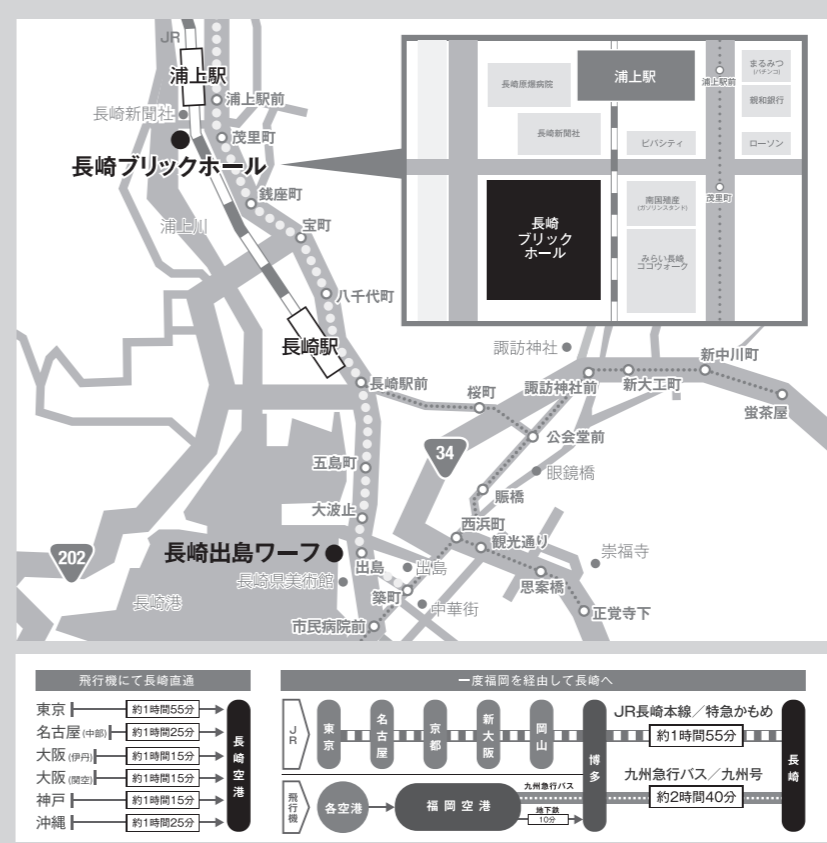 JR
浦上駅
浦上駅前
長崎新聞社
茂里町
長崎ブリックホール
銭座町
浦上川
宝町
八千代町
長崎駅
長崎駅前
桜町
諏訪神社
諏訪神社前
新大工町
新中川町
蛍茶屋
公会堂前
34
眼鏡橋
五島町
賑橋
大波止
西浜町
観光通り
崇福寺
202
長崎出島ワーフ
出島
出島
思案橋
長崎県美術館
築町
中華街
正覚寺下
長崎港
市民病院前
長崎原爆病院
浦上駅
浦上駅前
まるみつ
(パチンコ)
親和銀行
長崎新聞社
ビバシティ
ローソン
長崎
ブリック
ホール
南国殖産
(ガソリンスタンド)
茂里町
みらい長崎
ココウォーク
飛行機にて長崎直通
東京
約1時間55分
名古屋(中部)
約1時間25分
大阪(伊丹)
約1時間15分
大阪(関空)
約1時間15分
神戸
約1時間15分
沖縄
約1時間25分
長崎空港
一度福岡を経由して長崎へ
JR
東京
名古屋
京都
新大阪
岡山
博多
JR長崎本線／特急かもめ
約1時間55分
長崎
飛行機
各空港
福岡空港
九州急行バス
地下鉄
10分
九州急行バス／九州号
約2時間40分